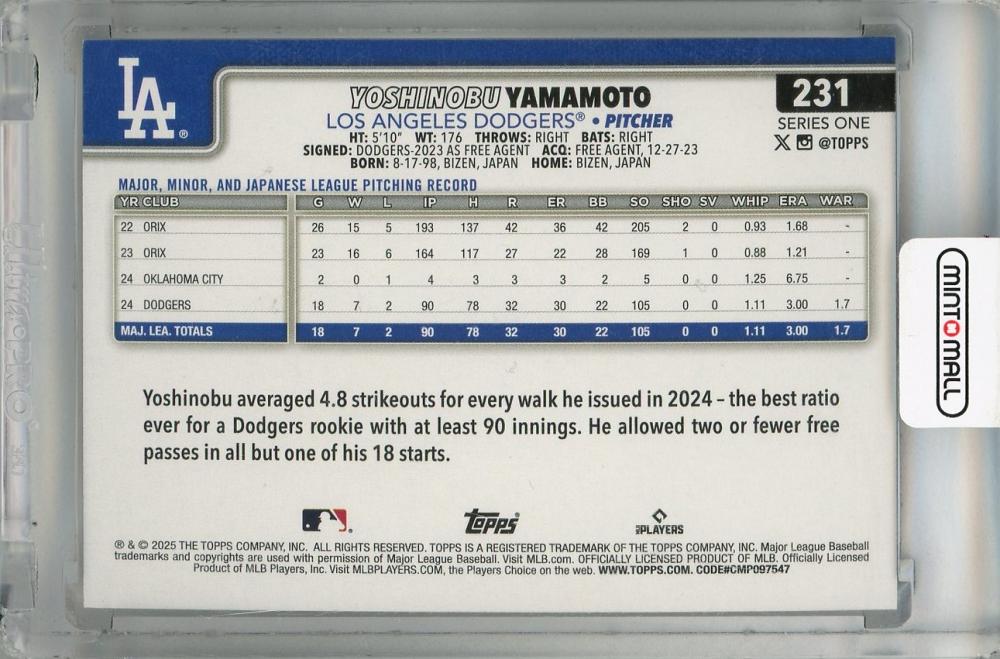 LA®
YOSHINOBU YAMAMOTO
231
LOS ANGELES DODGERS® • PITCHER
SERIES ONE
HT: 5'10" WT: 176 THROWS: RIGHT BATS: RIGHT
@TOPPS
SIGNED: DODGERS-2023 AS FREE AGENT ACQ: FREE AGENT, 12-27-23
BORN: 8-17-98, BIZEN, JAPAN HOME: BIZEN, JAPAN
MAJOR, MINOR, AND JAPANESE LEAGUE PITCHING RECORD
YR CLUB G W L IP H R ER BB SO SHO SV WHIP ERA WAR
22 ORIX 26 15 5 193 137 42 36 42 205 2 0 0.93 1.68 -
23 ORIX 23 16 6 164 117 27 22 28 169 1 0 0.88 1.21 -
24 OKLAHOMA CITY 2 0 1 4 3 3 3 2 5 0 0 1.25 6.75 -
24 DODGERS 18 7 2 90 78 32 30 22 105 0 0 1.11 3.00 1.7
MAJ. LEA. TOTALS 18 7 2 90 78 32 30 22 105 0 0 1.11 3.00 1.7
Yoshinobu averaged 4.8 strikeouts for every walk he issued in 2024 – the best ratio
ever for a Dodgers rookie with at least 90 innings. He allowed two or fewer free
passes in all but one of his 18 starts.
Topps®
MLB PLAYERS
® & © 2025 THE TOPPS COMPANY, INC. ALL RIGHTS RESERVED. TOPPS IS A REGISTERED TRADEMARK OF THE TOPPS COMPANY, INC. Major League Baseball
trademarks and copyrights are used with permission of Major League Baseball. Visit MLB.com. OFFICIALLY LICENSED PRODUCT OF MLB. Officially Licensed
Product of MLB Players, Inc. Visit MLBPLAYERS.COM, the Players Choice on the web. WWW.TOPPS.COM. CODE#CMP097547
MINTOMALL